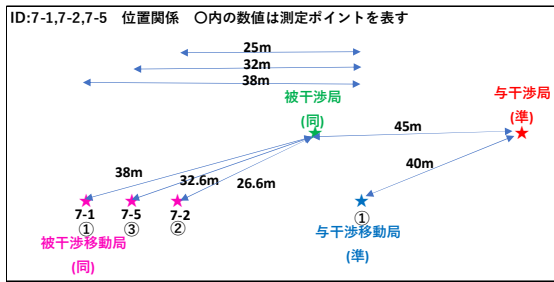 ID:7-1,7-2,7-5 位置関係 〇内の数値は測定ポイントを表す
25m
32m
38m
被干渉局
(同)
与干渉局
(準)
45m
40m
38m
32.6m
26.6m
7-1
7-5
7-2
①
③
②
①
被干渉移動局
(同)
与干渉移動局
(準)